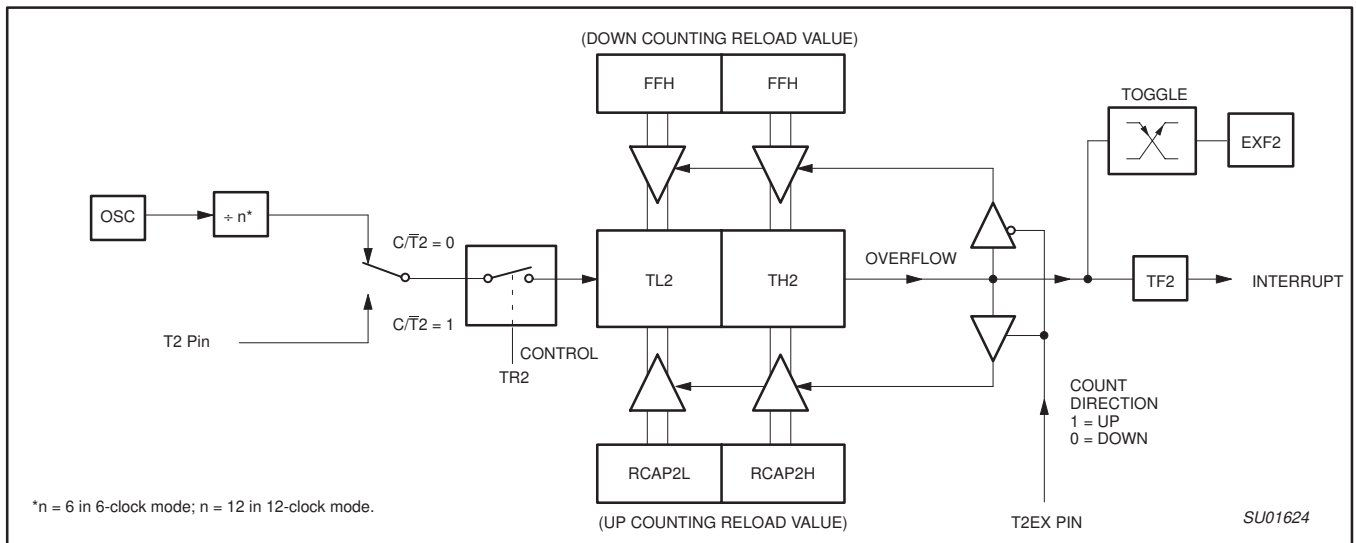 (DOWN COUNTING RELOAD VALUE)
FFH
FFH
TOGGLE
EXF2
OSC
÷ n*
C/T̅2 = 0
TL2
TH2
OVERFLOW
TF2
INTERRUPT
C/T̅2 = 1
T2 Pin
CONTROL
TR2
COUNT
DIRECTION
1 = UP
0 = DOWN
RCAP2L
RCAP2H
*n = 6 in 6-clock mode; n = 12 in 12-clock mode.
(UP COUNTING RELOAD VALUE)
T2EX PIN
SU01624